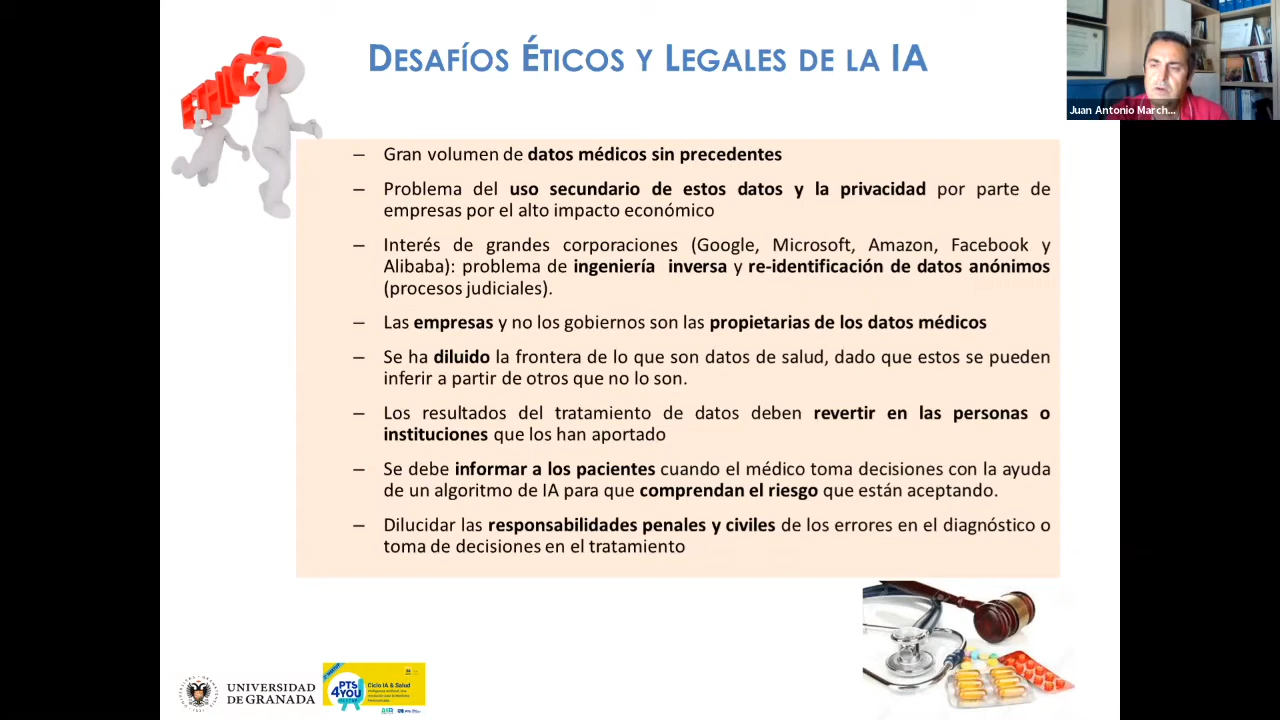 DESAFÍOS ÉTICOS Y LEGALES DE LA IA
ETHICS
Juan Antonio March...
– Gran volumen de datos médicos sin precedentes
– Problema del uso secundario de estos datos y la privacidad por parte de
empresas por el alto impacto económico
– Interés de grandes corporaciones (Google, Microsoft, Amazon, Facebook y
Alibaba): problema de ingeniería inversa y re-identificación de datos anónimos
(procesos judiciales).
– Las empresas y no los gobiernos son las propietarias de los datos médicos
– Se ha diluido la frontera de lo que son datos de salud, dado que estos se pueden
inferir a partir de otros que no lo son.
– Los resultados del tratamiento de datos deben revertir en las personas o
instituciones que los han aportado
– Se debe informar a los pacientes cuando el médico toma decisiones con la ayuda
de un algoritmo de IA para que comprendan el riesgo que están aceptando.
– Dilucidar las responsabilidades penales y civiles de los errores en el diagnóstico o
toma de decisiones en el tratamiento
UNIVERSIDAD
DE GRANADA
PTS
4YOU
Ciclo IA & Salud